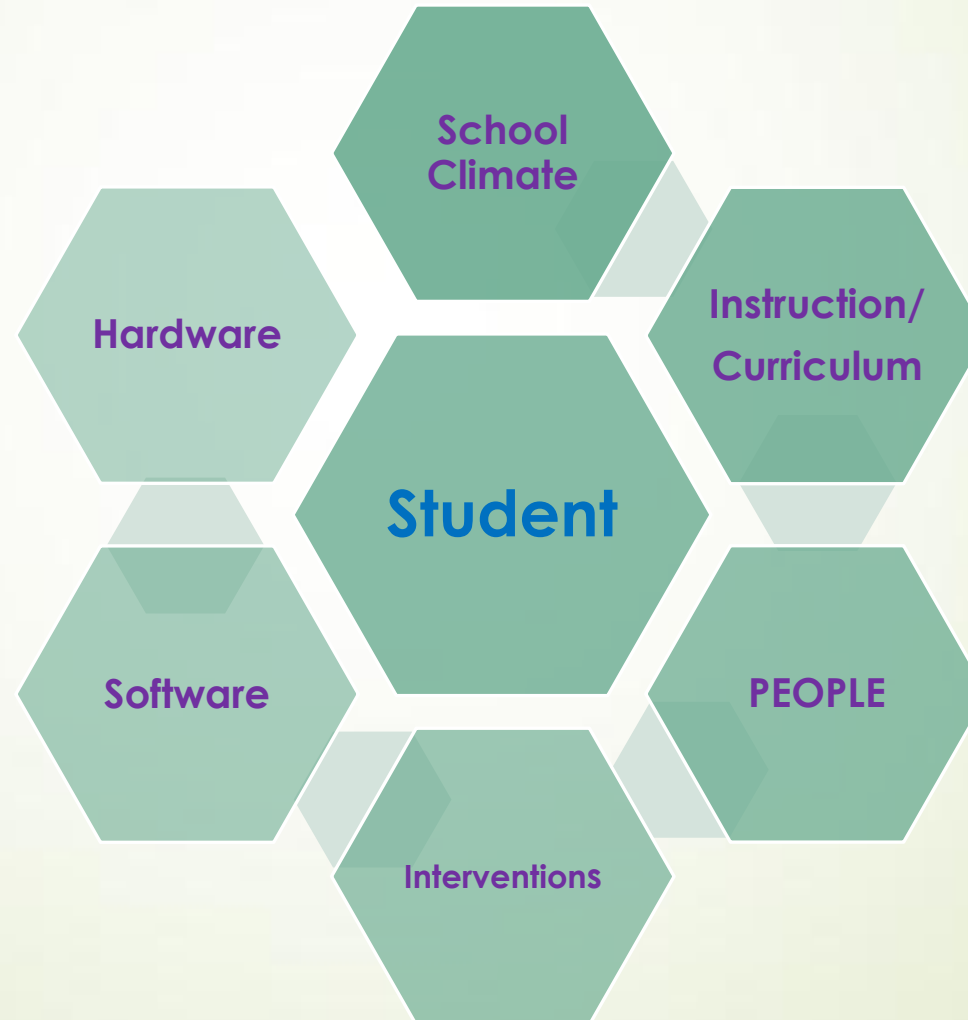 School
Climate
Instruction/
Curriculum
Hardware
Student
PEOPLE
Software
Interventions